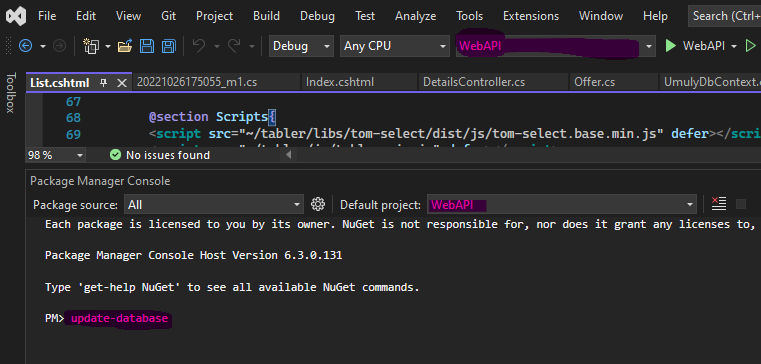 File Edit View Git Project Build Debug Test Analyze Tools Extensions Window Help Search (Ctrl
Debug Any CPU WebAPI WebAPI
Toolbox
List.cshtml 20221026175055_m1.cs Index.cshtml DetailsController.cs Offer.cs UmulyDbContext.c
67
68 @section Scripts{
69 <script src="~/tabler/libs/tom-select/dist/js/tom-select.base.min.js" defer></scri
98 % No issues found
Package Manager Console
Package source: All Default project: WebAPI
Each package is licensed to you by its owner. NuGet is not responsible for, nor does it grant any licenses to,
Package Manager Console Host Version 6.3.0.131
Type 'get-help NuGet' to see all available NuGet commands.
PM> update-database